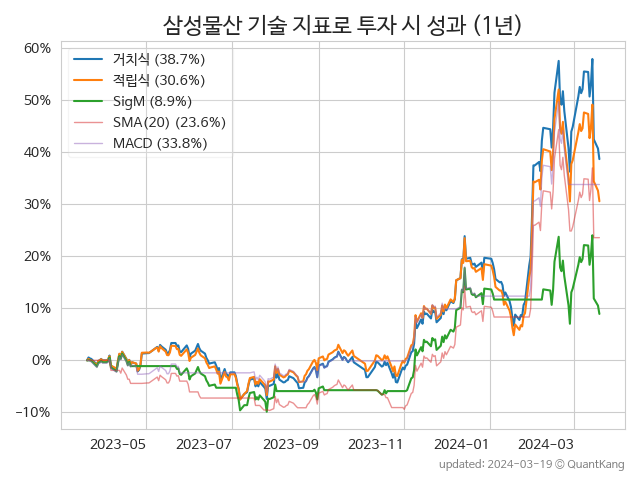 삼성물산 기술 지표로 투자 시 성과 (1년)
60%
50%
40%
30%
20%
10%
0%
−10%
거치식 (38.7%)
적립식 (30.6%)
SigM (8.9%)
SMA(20) (23.6%)
MACD (33.8%)
2023−05
2023−07
2023−09
2023−11
2024−01
2024−03
updated: 2024-03-19 © QuantKang